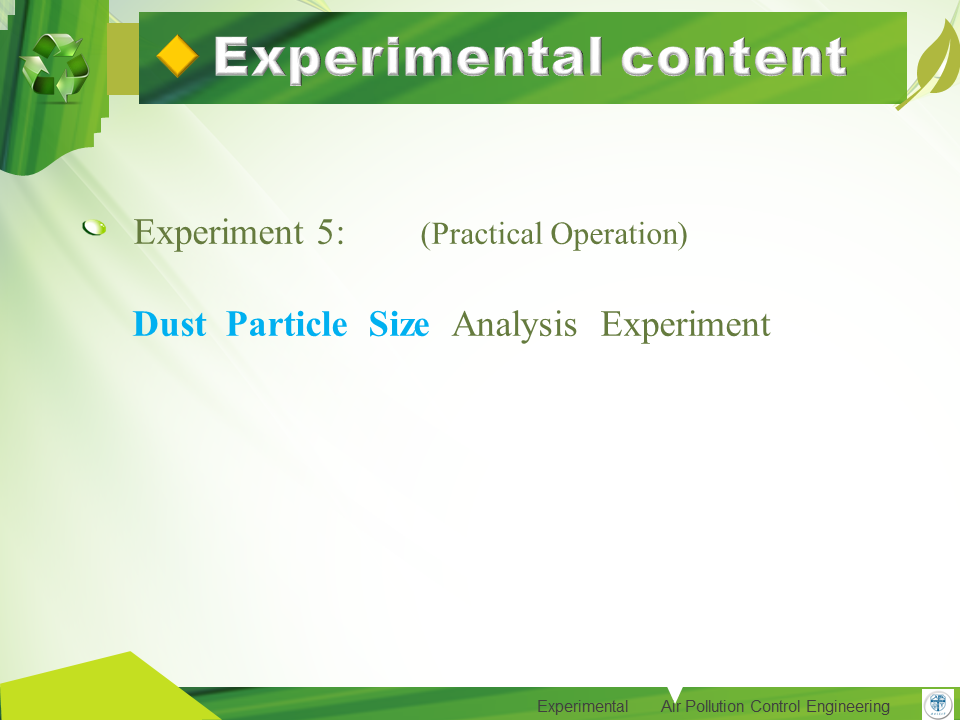 Experimental content
Experiment 5: (Practical Operation)
Dust Particle Size Analysis Experiment
Experimental Air Pollution Control Engineering